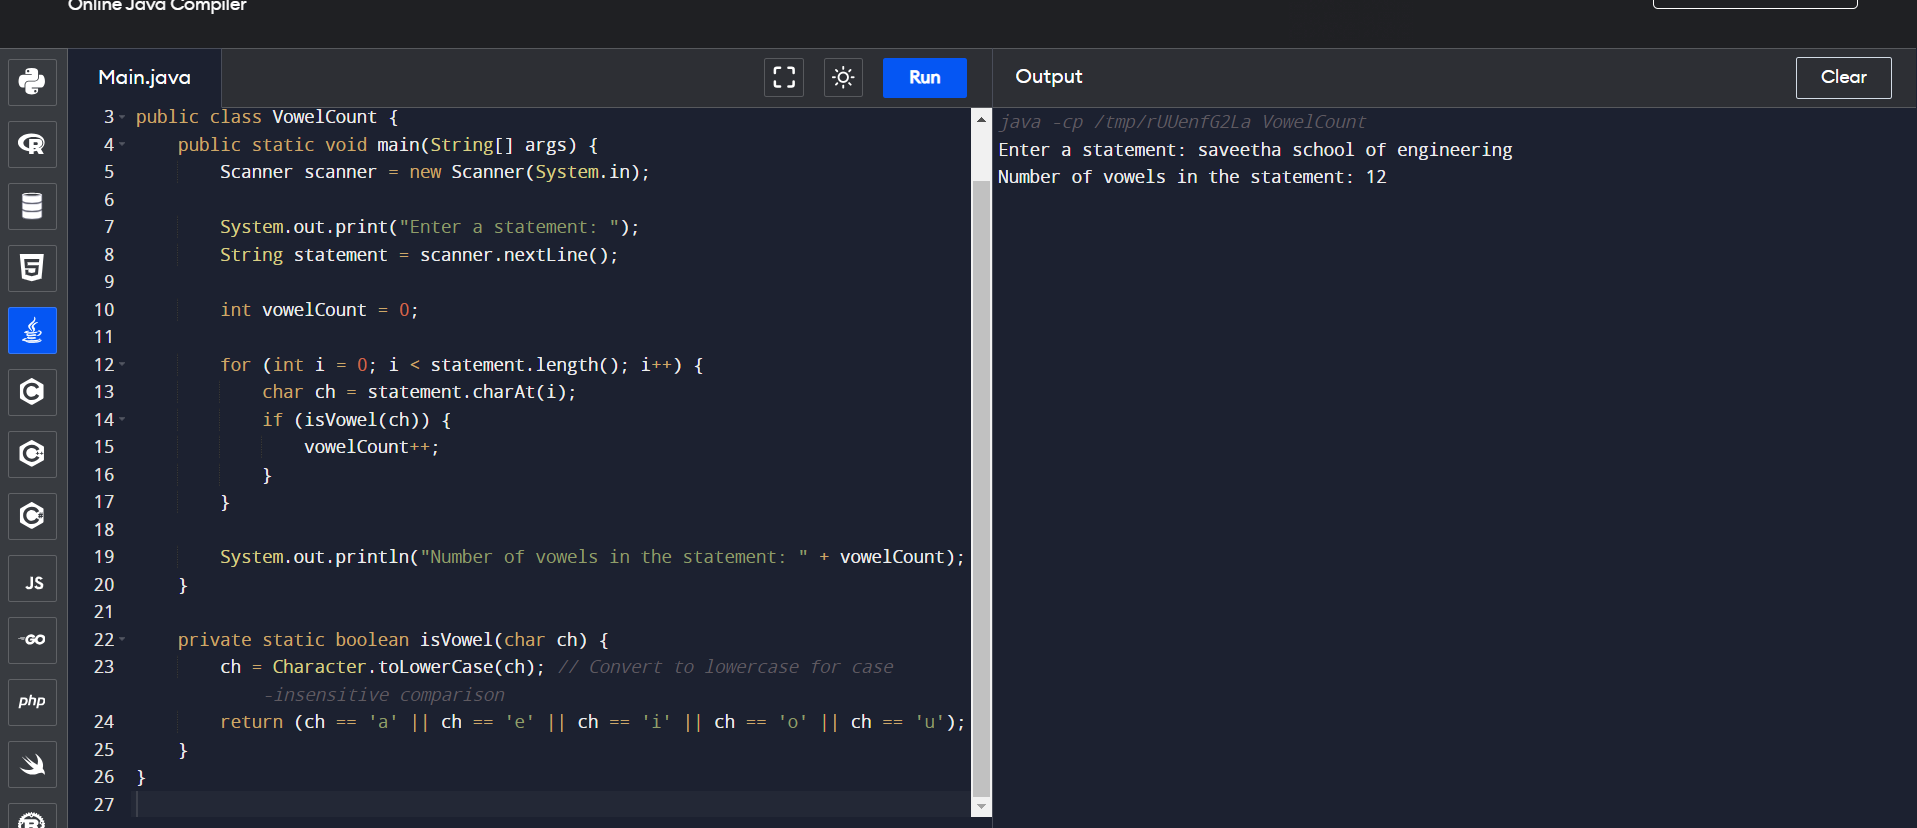 Online Java Compiler
Main.java
Run
Output
Clear
3 public class VowelCount {
4     public static void main(String[] args) {
5         Scanner scanner = new Scanner(System.in);
6
7         System.out.print("Enter a statement: ");
8         String statement = scanner.nextLine();
9
10         int vowelCount = 0;
11
12         for (int i = 0; i < statement.length(); i++) {
13             char ch = statement.charAt(i);
14             if (isVowel(ch)) {
15                 vowelCount++;
16             }
17         }
18
19         System.out.println("Number of vowels in the statement: " + vowelCount);
20     }
21
22     private static boolean isVowel(char ch) {
23         ch = Character.toLowerCase(ch); // Convert to lowercase for case
-insensitive comparison
24         return (ch == 'a' || ch == 'e' || ch == 'i' || ch == 'o' || ch == 'u');
25     }
26 }
27
java -cp /tmp/rUUenfG2La VowelCount
Enter a statement: saveetha school of engineering
Number of vowels in the statement: 12
R
5
C
C
C
JS
GO
php
R